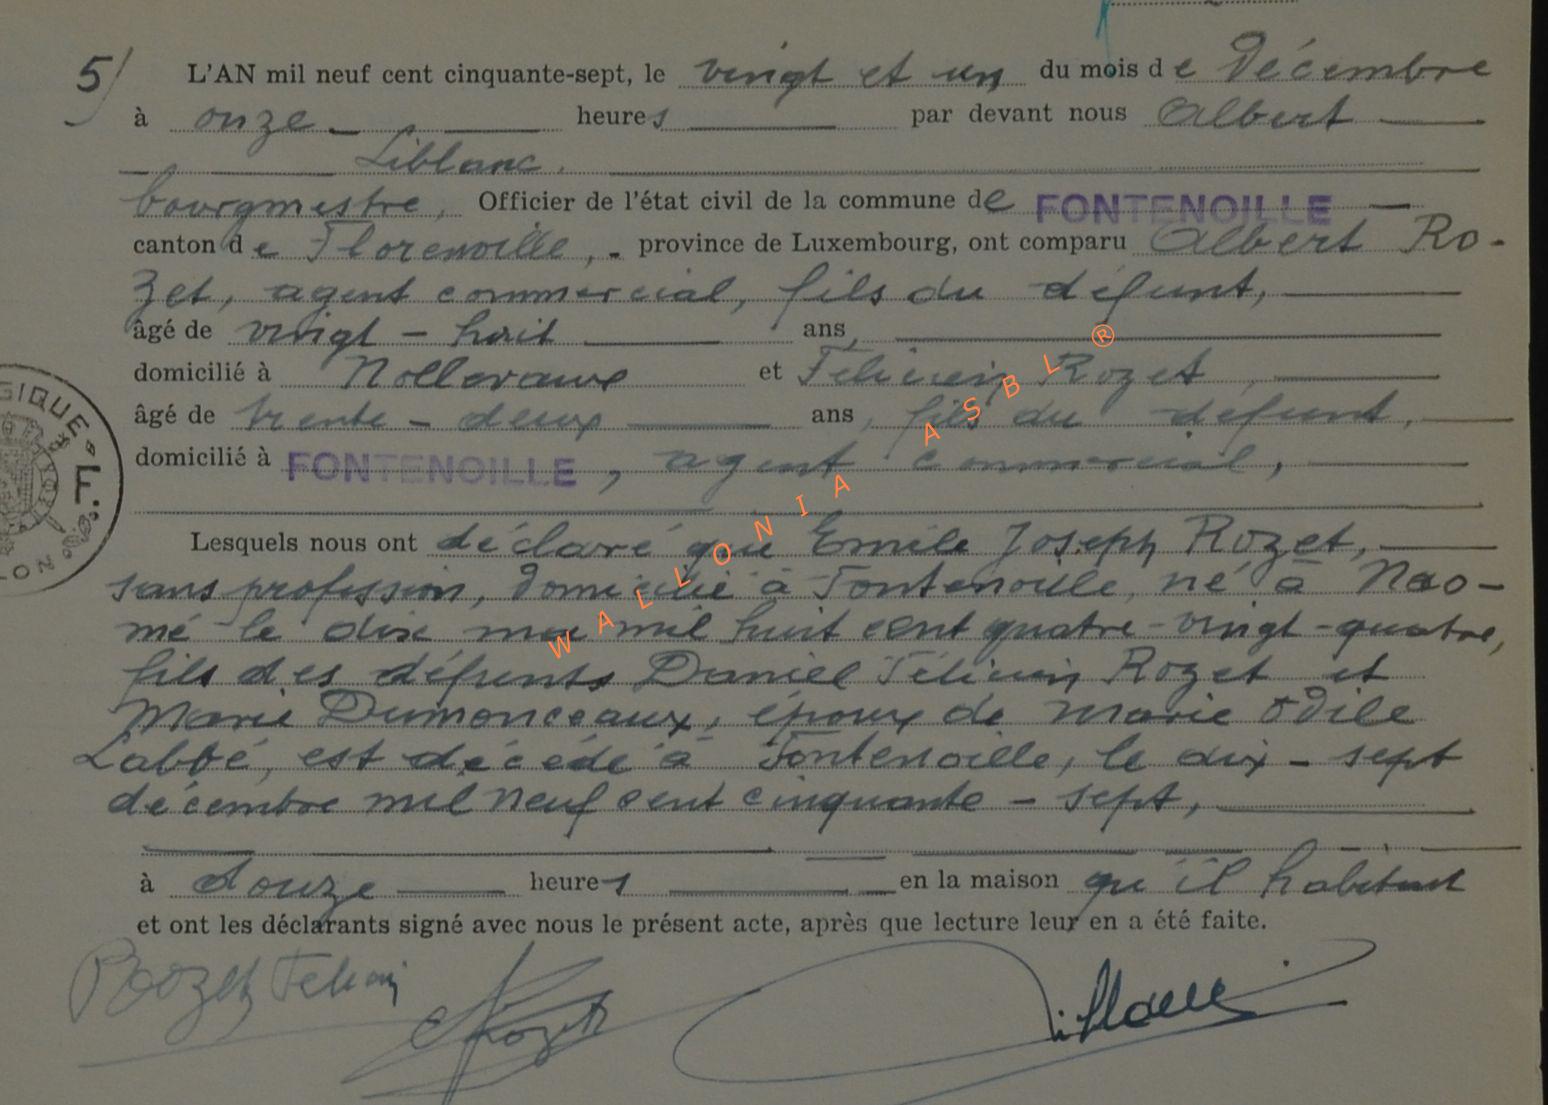 5/ L'AN mil neuf cent cinquante-sept, le vingt et un du mois de Décembre
à onze heures par devant nous Albert
Liblanc.
bourgmestre, Officier de l'état civil de la commune de FONTENOILLE
canton de Florenville, province de Luxembourg, ont comparu Albert Ro-
zet, agent commercial, fils du défunt,
âgé de vingt-huit ans,
domicilié à Nollevaux et Félicien Rozet,
âgé de trente-deux ans, fils du défunt,
domicilié à FONTENOILLE, agent commercial,
Lesquels nous ont déclaré que Emile Joseph Rozet,
sans profession, domicilié à Fontenoille, né à Nao-
mé le dix mai mil huit cent quatre-vingt-quatre,
fils des défunts Daniel Félicien Rozet et
Marie Dumonceaux, époux de Marie Odile
Labbé, est décédé à Fontenoille, le dix-sept
décembre mil neuf cent cinquante-sept,
à douze heures en la maison qu'il habitait
et ont les déclarants signé avec nous le présent acte, après que lecture leur en a été faite.
Rozet
Rozet
WALLONIA ASBL ®
GIQUE